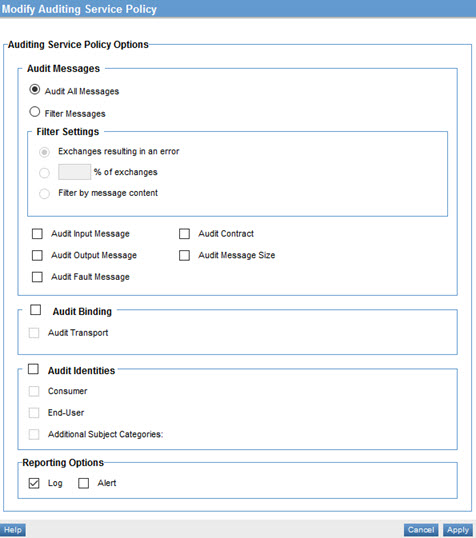 Modify Auditing Service Policy
Auditing Service Policy Options
Audit Messages
Audit All Messages
Filter Messages
Filter Settings
Exchanges resulting in an error
% of exchanges
Filter by message content
Audit Input Message Audit Contract
Audit Output Message Audit Message Size
Audit Fault Message
Audit Binding
Audit Transport
Audit Identities
Consumer
End-User
Additional Subject Categories:
Reporting Options
Log Alert
Help Cancel Apply